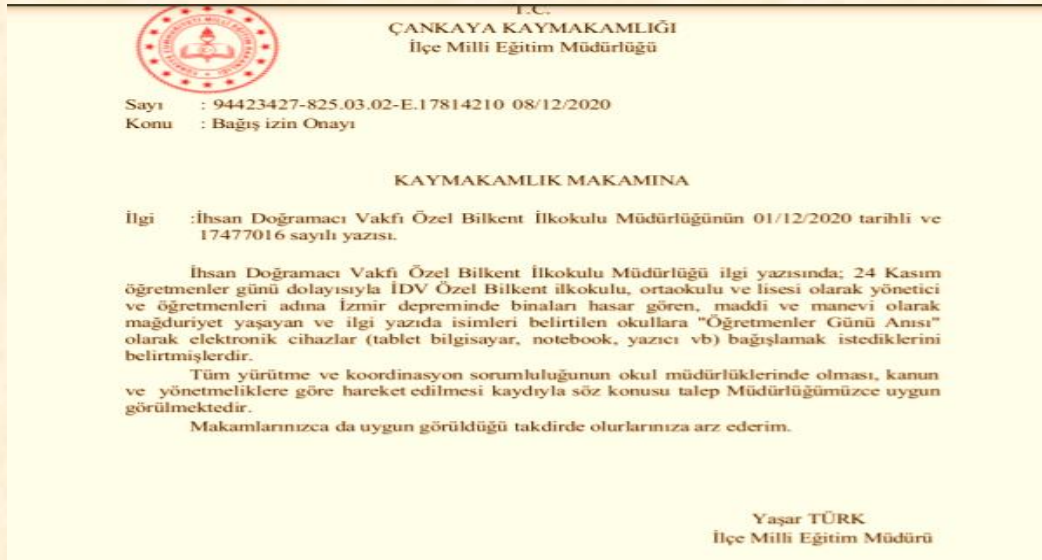 T.C.
ÇANKAYA KAYMAKAMLIĞI
İlçe Milli Eğitim Müdürlüğü
Sayı : 94423427-825.03.02-E.17814210 08/12/2020
Konu : Bağış izin Onayı
KAYMAKAMLIK MAKAMINA
İlgi :İhsan Doğramacı Vakfı Özel Bilkent İlkokulu Müdürlüğünün 01/12/2020 tarihli ve
17477016 sayılı yazısı.
İhsan Doğramacı Vakfı Özel Bilkent İlkokulu Müdürlüğü ilgi yazısında; 24 Kasım
öğretmenler günü dolayısıyla İDV Özel Bilkent ilkokulu, ortaokulu ve lisesi olarak yönetici
ve öğretmenleri adına İzmir depreminde binaları hasar gören, maddi ve manevi olarak
mağduriyet yaşayan ve ilgi yazıda isimleri belirtilen okullara "Öğretmenler Günü Anısı"
olarak elektronik cihazlar (tablet bilgisayar, notebook, yazıcı vb) bağışlamak istediklerini
belirtmişlerdir.
Tüm yürütme ve koordinasyon sorumluluğunun okul müdürlüklerinde olması, kanun
ve yönetmeliklere göre hareket edilmesi kaydıyla söz konusu talep Müdürlüğümüzce uygun
görülmektedir.
Makamlarınızca da uygun görüldüğü takdirde olurlarınıza arz ederim.
Yaşar TÜRK
İlçe Milli Eğitim Müdürü